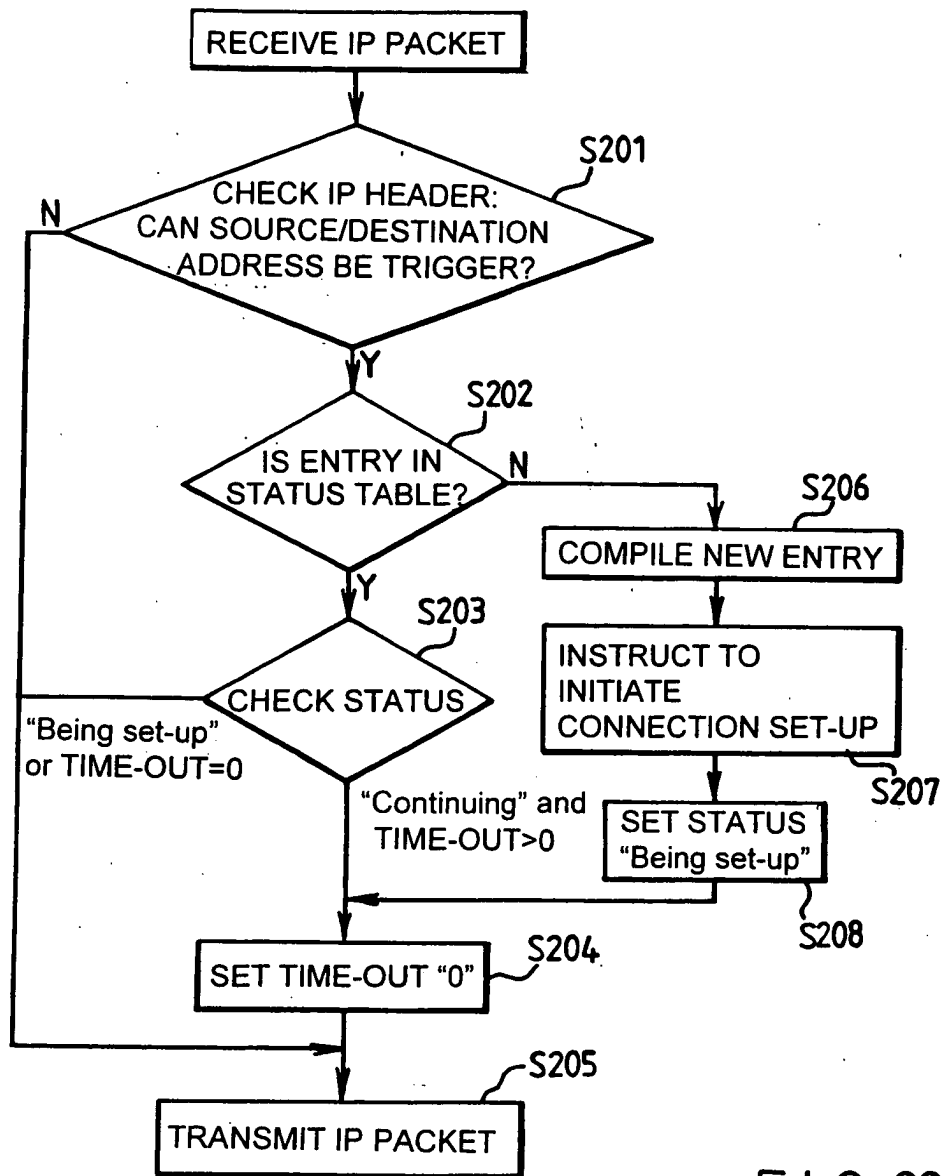 RECEIVE IP PACKET
S201
CHECK IP HEADER:
CAN SOURCE/DESTINATION
ADDRESS BE TRIGGER?
N
Y
S202
IS ENTRY IN
STATUS TABLE?
N
S206
COMPILE NEW ENTRY
Y
S203
CHECK STATUS
INSTRUCT TO
INITIATE
CONNECTION SET-UP
S207
"Being set-up"
or TIME-OUT=0
"Continuing" and
TIME-OUT>0
SET STATUS
"Being set-up"
S208
S204
SET TIME-OUT "0"
S205
TRANSMIT IP PACKET